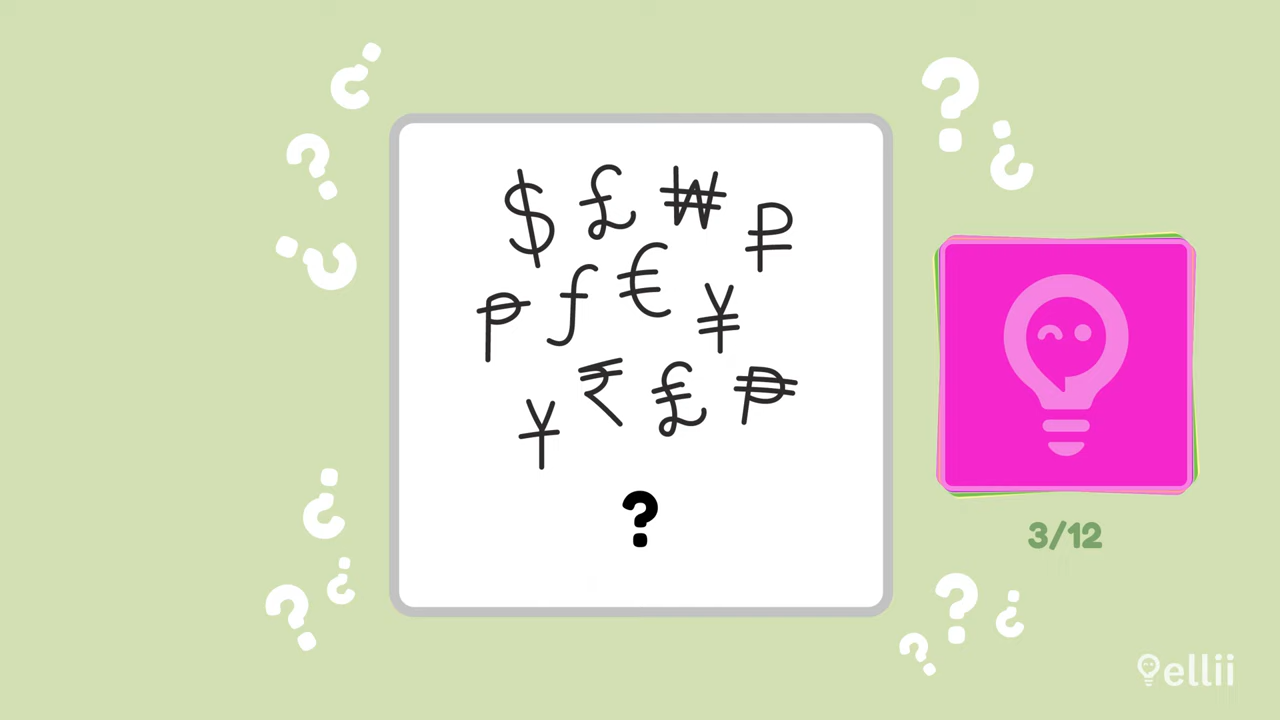 $ £ ₩ ₽
₱ ƒ € ¥
¥ ₹ ₤ ₱
?
3/12
ellii